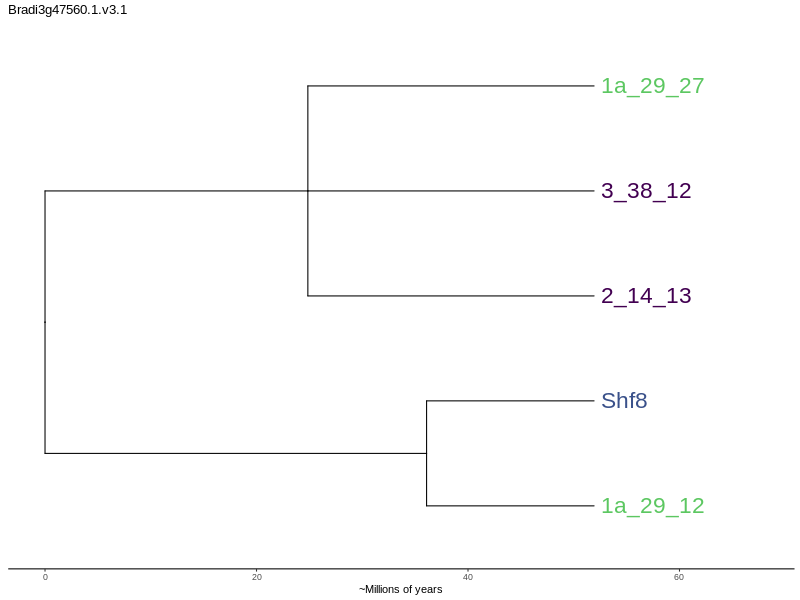 Bradi3g47560.1.v3.1
1a_29_27
3_38_12
2_14_13
Shf8
1a_29_12
0 20 40 60
~Millions of years